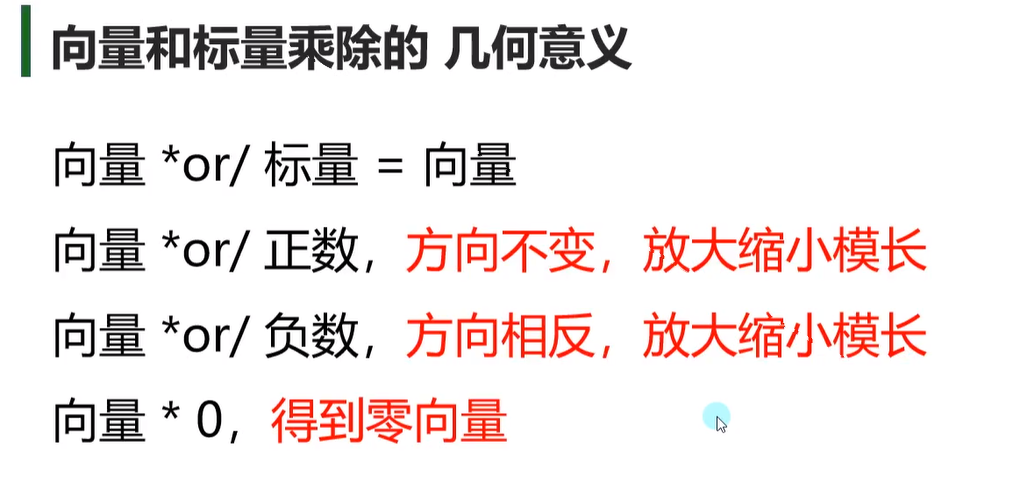 向量和标量乘除的 几何意义
向量 *or/ 标量 = 向量
向量 *or/ 正数，方向不变，放大缩小模长
向量 *or/ 负数，方向相反，放大缩小模长
向量 * 0，得到零向量